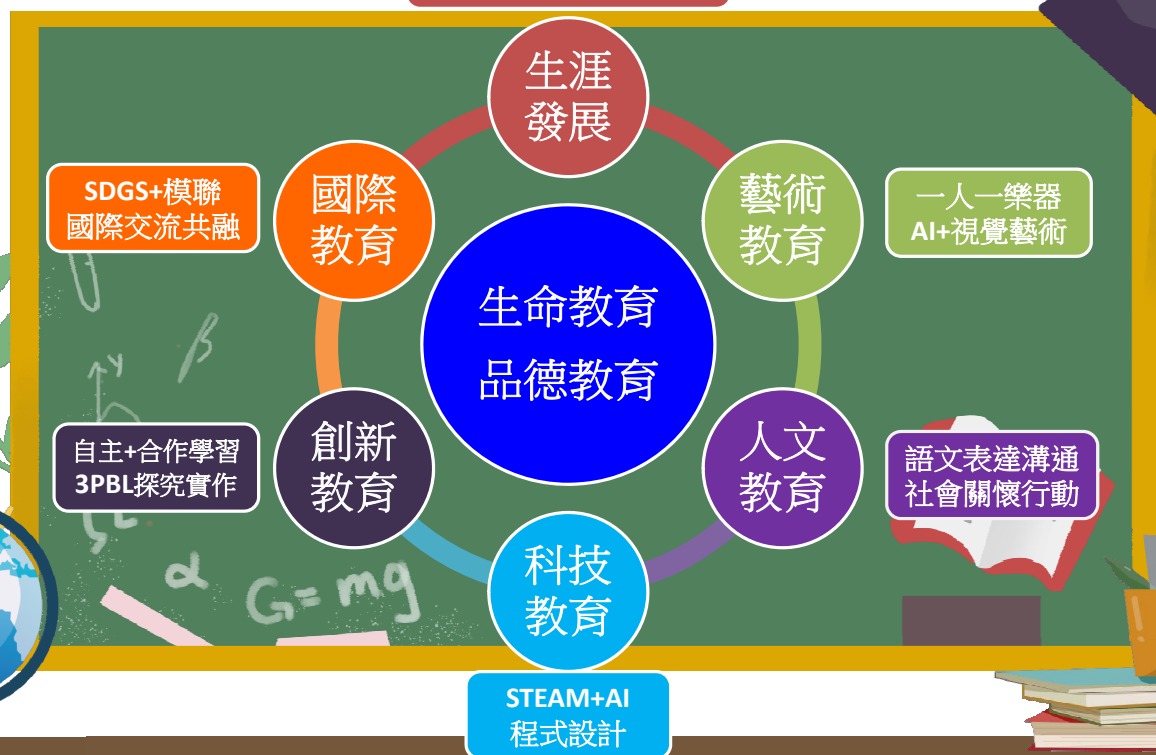 生涯
發展
SDGS+模聯
國際交流共融
國際
教育
藝術
教育
一人一樂器
AI+視覺藝術
生命教育
品德教育
自主+合作學習
3PBL探究實作
創新
教育
人文
教育
語文表達溝通
社會關懷行動
科技
教育
STEAM+AI
程式設計
β
y
α
G=mg